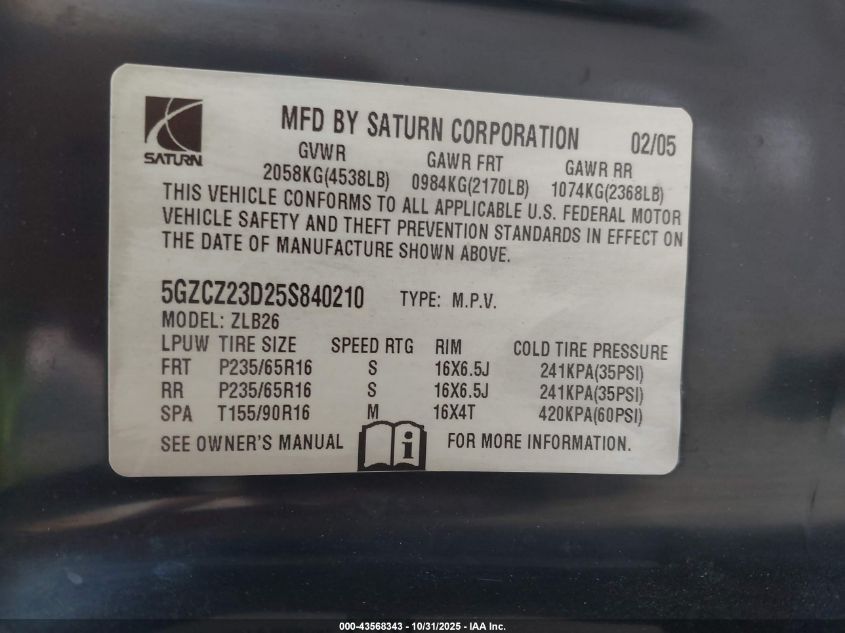 SATURN
MFD BY SATURN CORPORATION 02/05
GVWR GAWR FRT GAWR RR
2058KG(4538LB) 0984KG(2170LB) 1074KG(2368LB)
THIS VEHICLE CONFORMS TO ALL APPLICABLE U.S. FEDERAL MOTOR
VEHICLE SAFETY AND THEFT PREVENTION STANDARDS IN EFFECT ON
THE DATE OF MANUFACTURE SHOWN ABOVE.
5GZCZ23D25S840210 TYPE: M.P.V.
MODEL: ZLB26
LPUW TIRE SIZE SPEED RTG RIM COLD TIRE PRESSURE
FRT P235/65R16 S 16X6.5J 241KPA(35PSI)
RR P235/65R16 S 16X6.5J 241KPA(35PSI)
SPA T155/90R16 M 16X4T 420KPA(60PSI)
SEE OWNER'S MANUAL i FOR MORE INFORMATION.
000-43568343 / 10/31/2025 - IAA Inc.